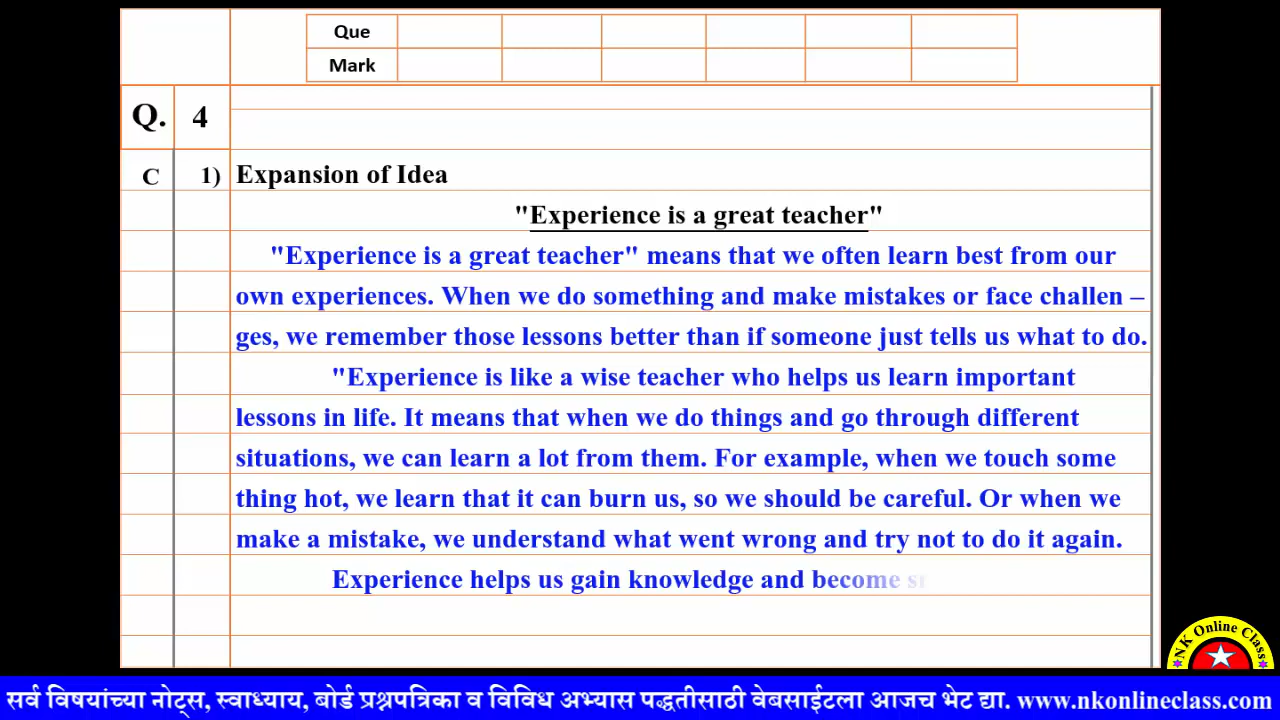 Que
Mark
Q. 4
C 1) Expansion of Idea
"Experience is a great teacher"
"Experience is a great teacher" means that we often learn best from our
own experiences. When we do something and make mistakes or face challen –
ges, we remember those lessons better than if someone just tells us what to do.
"Experience is like a wise teacher who helps us learn important
lessons in life. It means that when we do things and go through different
situations, we can learn a lot from them. For example, when we touch some
thing hot, we learn that it can burn us, so we should be careful. Or when we
make a mistake, we understand what went wrong and try not to do it again.
Experience helps us gain knowledge and become
NK Online Class
सर्व विषयांच्या नोट्स, स्वाध्याय, बोर्ड प्रश्नपत्रिका व विविध अभ्यास पद्धतीसाठी वेबसाईटला आजच भेट द्या. www.nkonlineclass.com